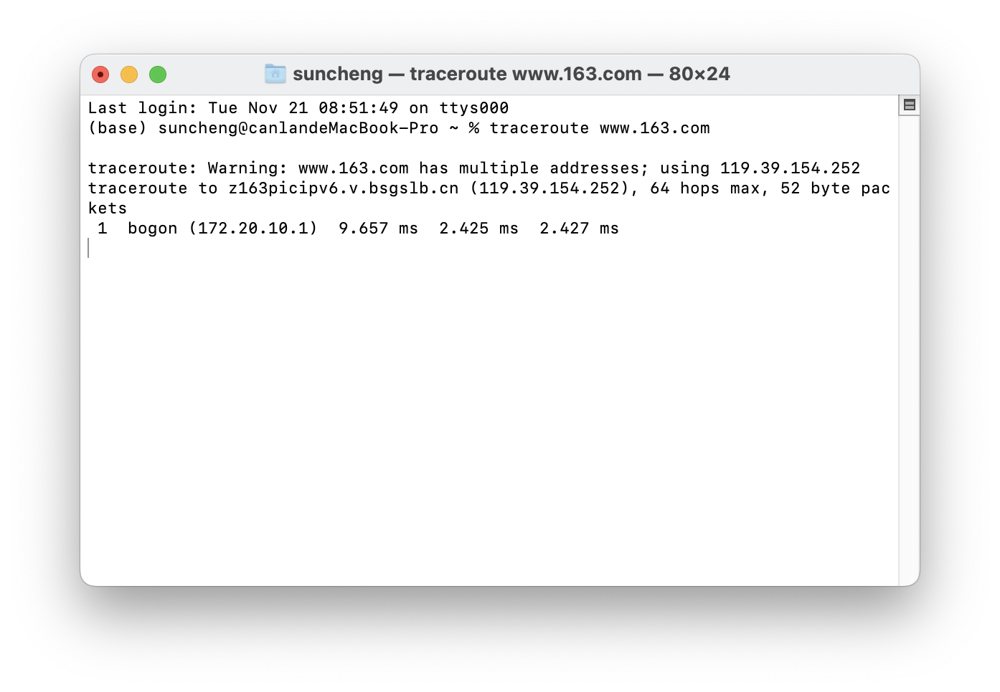 suncheng — traceroute www.163.com — 80×24
Last login: Tue Nov 21 08:51:49 on ttys000
(base) suncheng@canlandeMacBook-Pro ~ % traceroute www.163.com
traceroute: Warning: www.163.com has multiple addresses; using 119.39.154.252
traceroute to z163picipv6.v.bsgslb.cn (119.39.154.252), 64 hops max, 52 byte pac
kets
 1  bogon (172.20.10.1)  9.657 ms  2.425 ms  2.427 ms